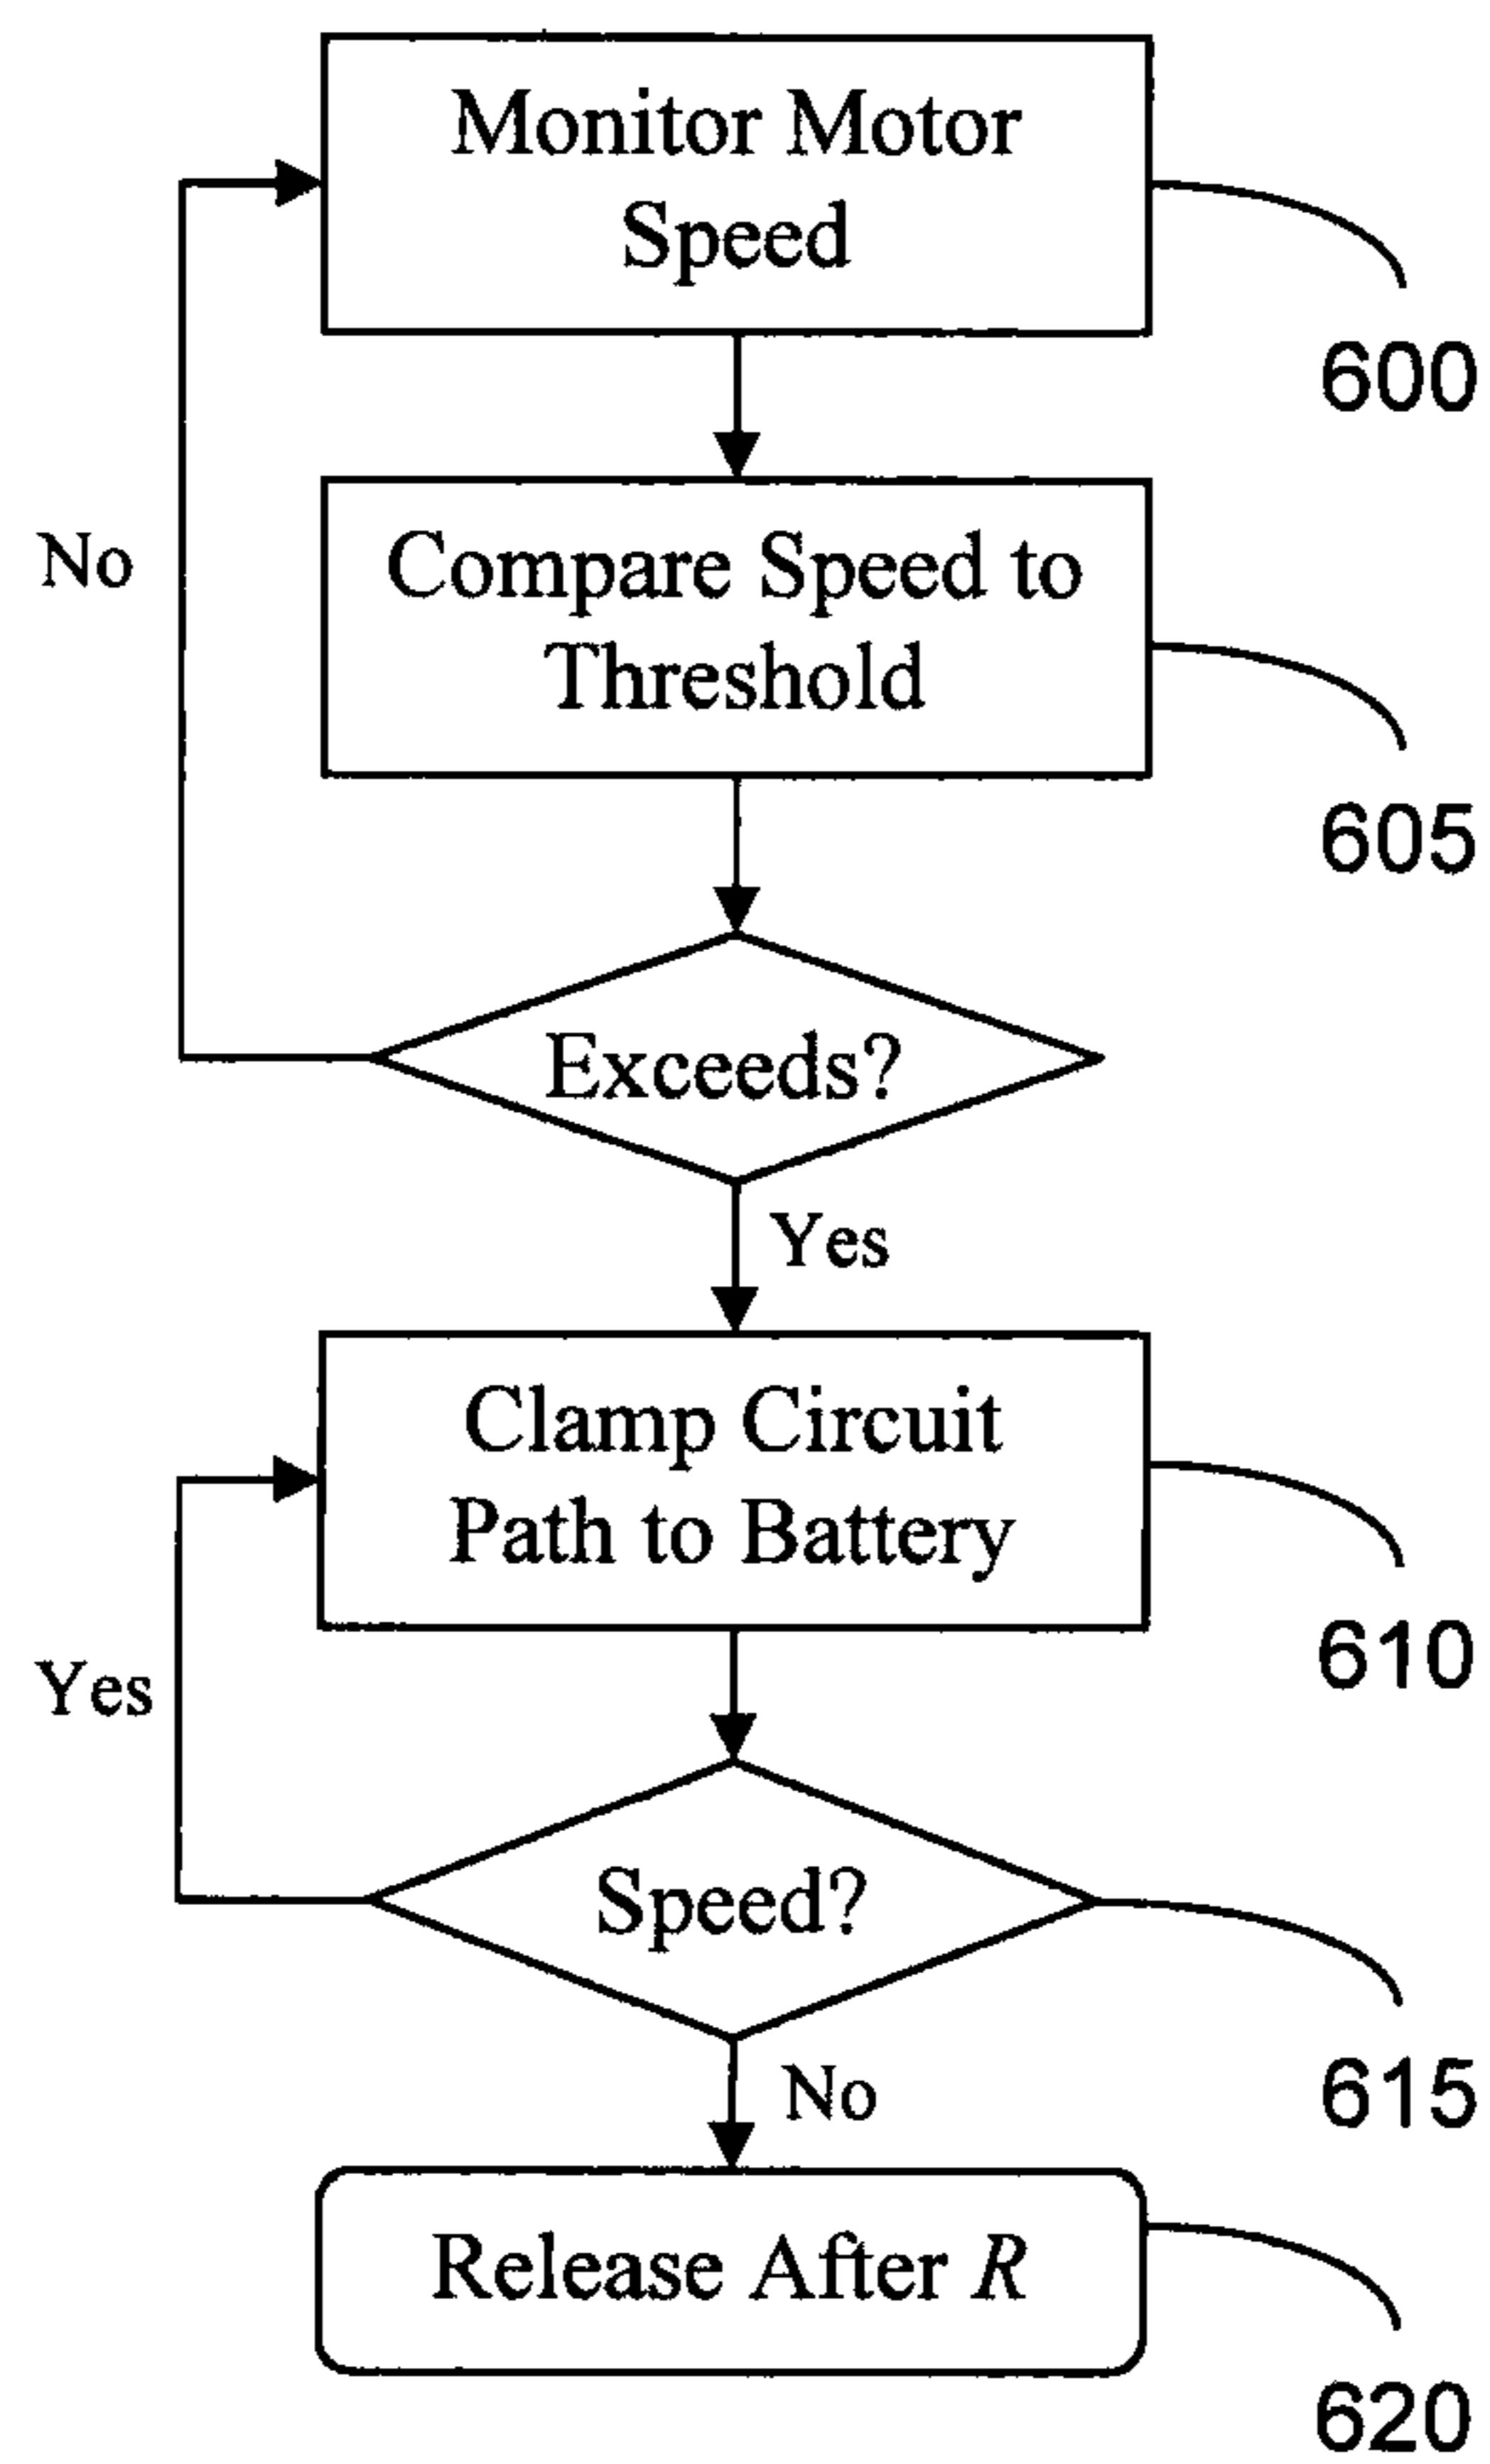 Monitor Motor
Speed
600
No
Compare Speed to
Threshold
605
Exceeds?
Yes
Clamp Circuit
Path to Battery
610
Yes
Speed?
615
No
Release After R
620